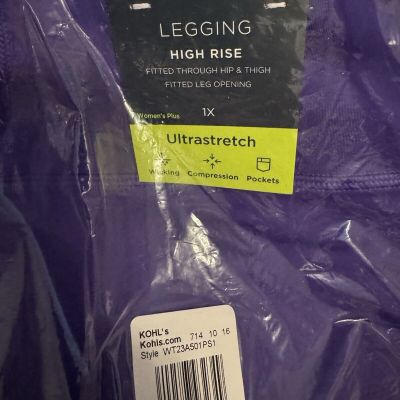 LEGGING
HIGH RISE
FITTED THROUGH HIP & THIGH
FITTED LEG OPENING
Women's Plus 1X
Ultrastretch
Wicking Compression Pockets
KOHL's
Kohls.com 714 10 16
Style WT23A501PS1